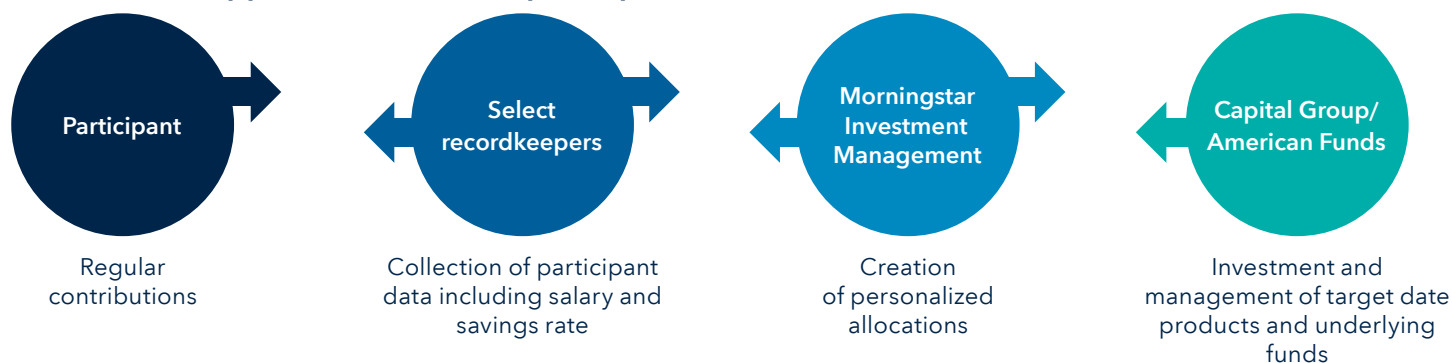 Participant
Select
recordkeepers
Morningstar
Investment
Management
Capital Group/
American Funds
Regular
contributions
Collection of participant
data including salary and
savings rate
Creation
of personalized
allocations
Investment and
management of target date
products and underlying
funds